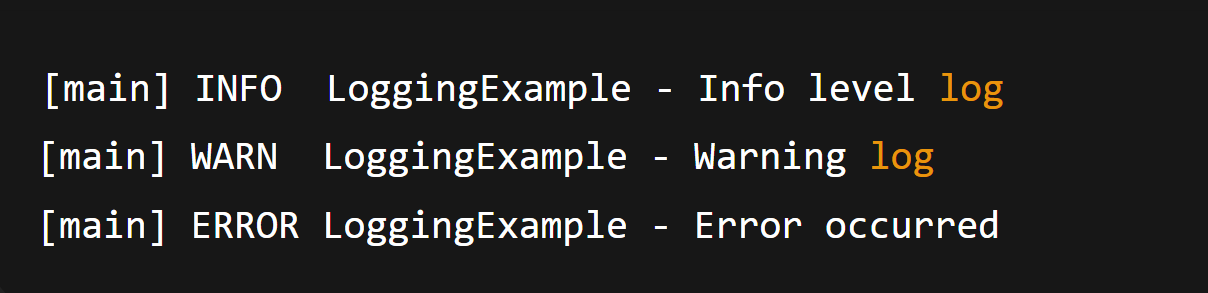 [main] INFO  LoggingExample - Info level log
[main] WARN  LoggingExample - Warning log
[main] ERROR LoggingExample - Error occurred